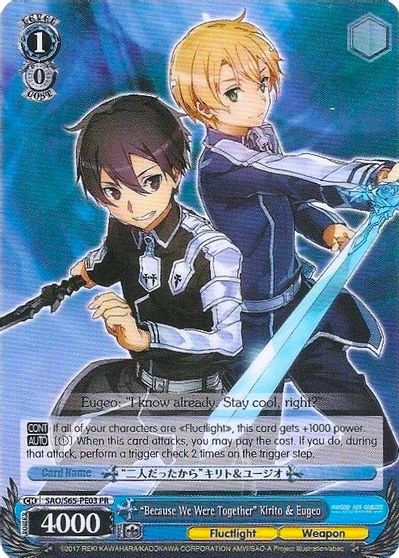 LEVEL
1
0
COST
Eugeo: "I know already. Stay cool, right?"
CONT If all of your characters are «Fluctlight», this card gets +1000 power.
AUTO [①] When this card attacks, you may pay the cost. If you do, during
that attack, perform a trigger check 2 times on the trigger step.
Card Name
“二人だったから”キリト&ユージオ
SAO/S65-PE03 PR
"Because We Were Together" Kirito & Eugeo
POWER
4000
Fluctlight
Weapon
©2017 REKI KAWAHARA/KADOKAWA CORPORATION AMW/SAO-A Project